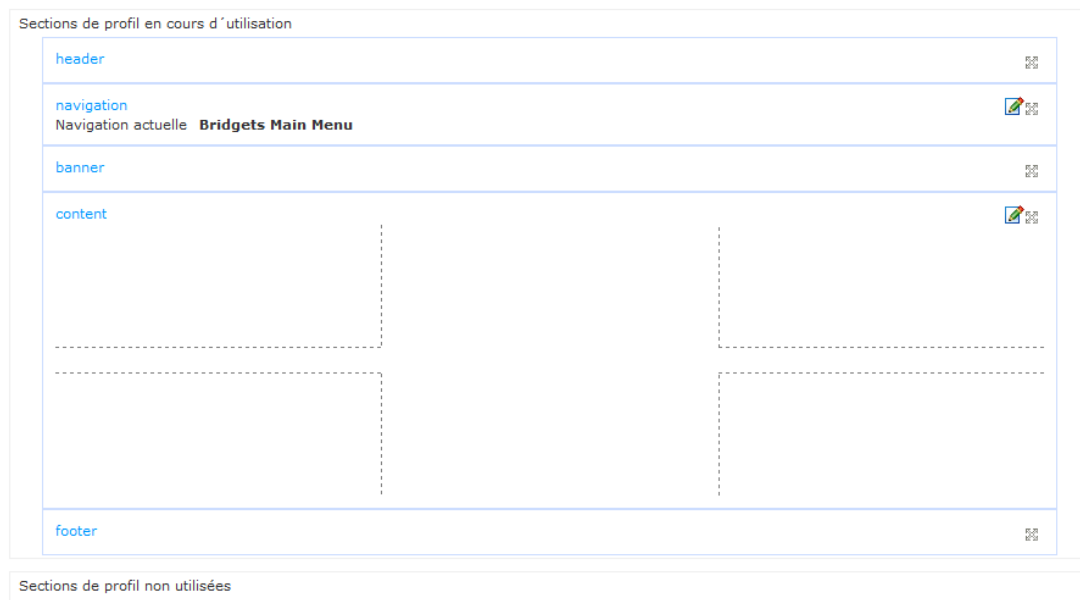 Sections de profil en cours d´utilisation
header
navigation
Navigation actuelle Bridgets Main Menu
banner
content
footer
Sections de profil non utilisées